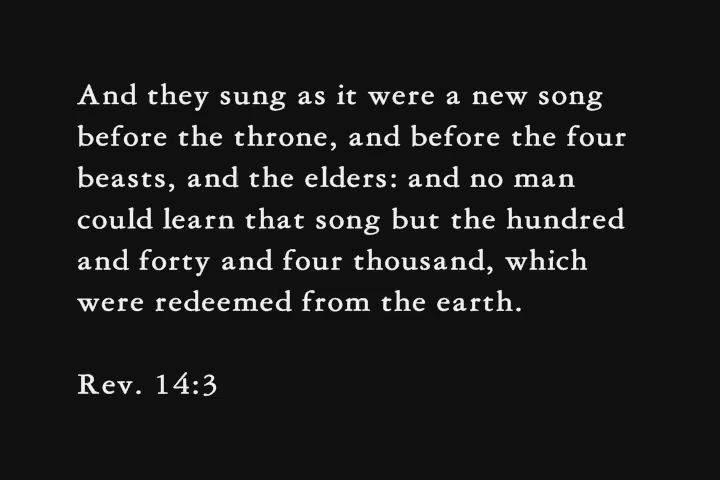 And they sung as it were a new song
before the throne, and before the four
beasts, and the elders: and no man
could learn that song but the hundred
and forty and four thousand, which
were redeemed from the earth.
Rev. 14:3